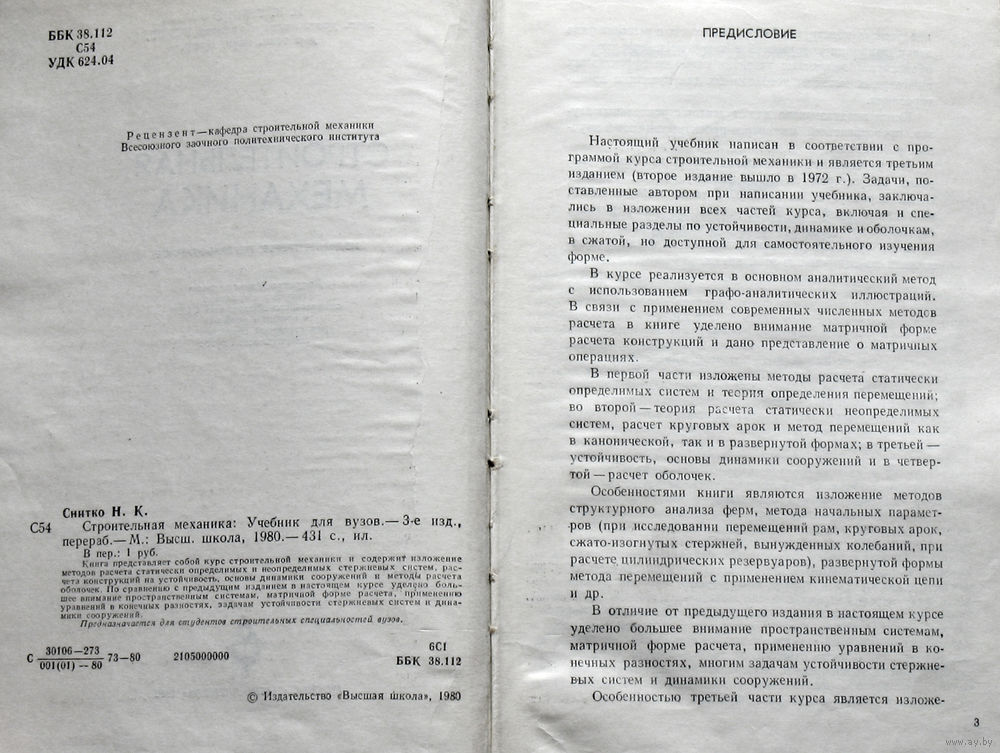 ББК 38.112
С54
УДК 624.04
Рецензент—кафедра строительной механики
Всесоюзного заочного политехнического института
Снитко Н. К.
С54 Строительная механика: Учебник для вузов.— 3-е изд.,
перераб.— М.: Высш. школа, 1980.— 431 с., ил.
В пер.: 1 руб.
Книга представляет собой курс строительной механики и содержит изложение
методов расчета статически определимых и неопределимых стержневых систем, рас-
чета конструкций на устойчивость, основы динамики сооружений и методы расчета
оболочек. По сравнению с предыдущим изданием в настоящем курсе уделено боль-
шее внимание пространственным системам, матричной форме расчета, применению
уравнений в конечных разностях, задачам устойчивости стержневых систем и дина-
мики сооружений.
Предназначается для студентов строительных специальностей вузов.
С 30106—273
001(01)—80 73—80 2105000000
6С1
ББК 38.112
© Издательство «Высшая школа», 1980
ПРЕДИСЛОВИЕ
Настоящий учебник написан в соответствии с про-
граммой курса строительной механики и является третьим
изданием (второе издание вышло в 1972 г.). Задачи, по-
ставленные автором при написании учебника, заключа-
лись в изложении всех частей курса, включая и спе-
циальные разделы по устойчивости, динамике и оболочкам,
в сжатой, но доступной для самостоятельного изучения
форме.
В курсе реализуется в основном аналитический метод
с использованием графо-аналитических иллюстраций.
В связи с применением современных численных методов
расчета в книге уделено внимание матричной форме
расчета конструкций и дано представление о матричных
операциях.
В первой части изложены методы расчета статически
определимых систем и теория определения перемещений;
во второй — теория расчета статически неопределимых
систем, расчет круговых арок и метод перемещений как
в канонической, так и в развернутой формах; в третьей —
устойчивость, основы динамики сооружений и в четвер-
той — расчет оболочек.
Особенностями книги являются изложение методов
структурного анализа ферм, метода начальных парамет-
ров (при исследовании перемещений рам, круговых арок,
сжато-изогнутых стержней, вынужденных колебаний, при
расчете цилиндрических резервуаров), развернутой формы
метода перемещений с применением кинематической цепи
и др.
В отличие от предыдущего издания в настоящем курсе
уделено большее внимание пространственным системам,
матричной форме расчета, применению уравнений в ко-
нечных разностях, многим задачам устойчивости стержне-
вых систем и динамики сооружений.
Особенностью третьей части курса является изложе-
3
www.ay.by